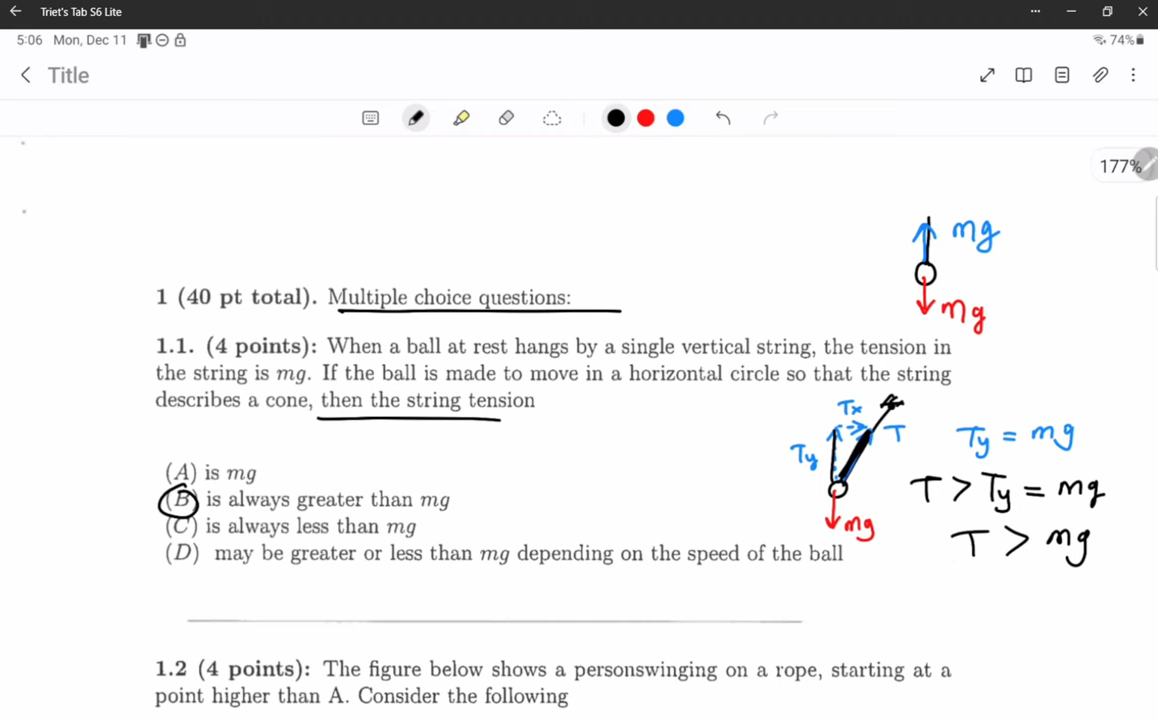 Triet's Tab S6 Lite
5:06 Mon, Dec 11
74%
Title
177%
mg
mg
1 (40 pt total). Multiple choice questions:
1.1. (4 points): When a ball at rest hangs by a single vertical string, the tension in
the string is mg. If the ball is made to move in a horizontal circle so that the string
describes a cone, then the string tension
Tx
T
Ty
Ty = mg
T > Ty = mg
mg
T > mg
(A) is mg
(B) is always greater than mg
(C) is always less than mg
(D) may be greater or less than mg depending on the speed of the ball
1.2 (4 points): The figure below shows a personswinging on a rope, starting at a
point higher than A. Consider the following